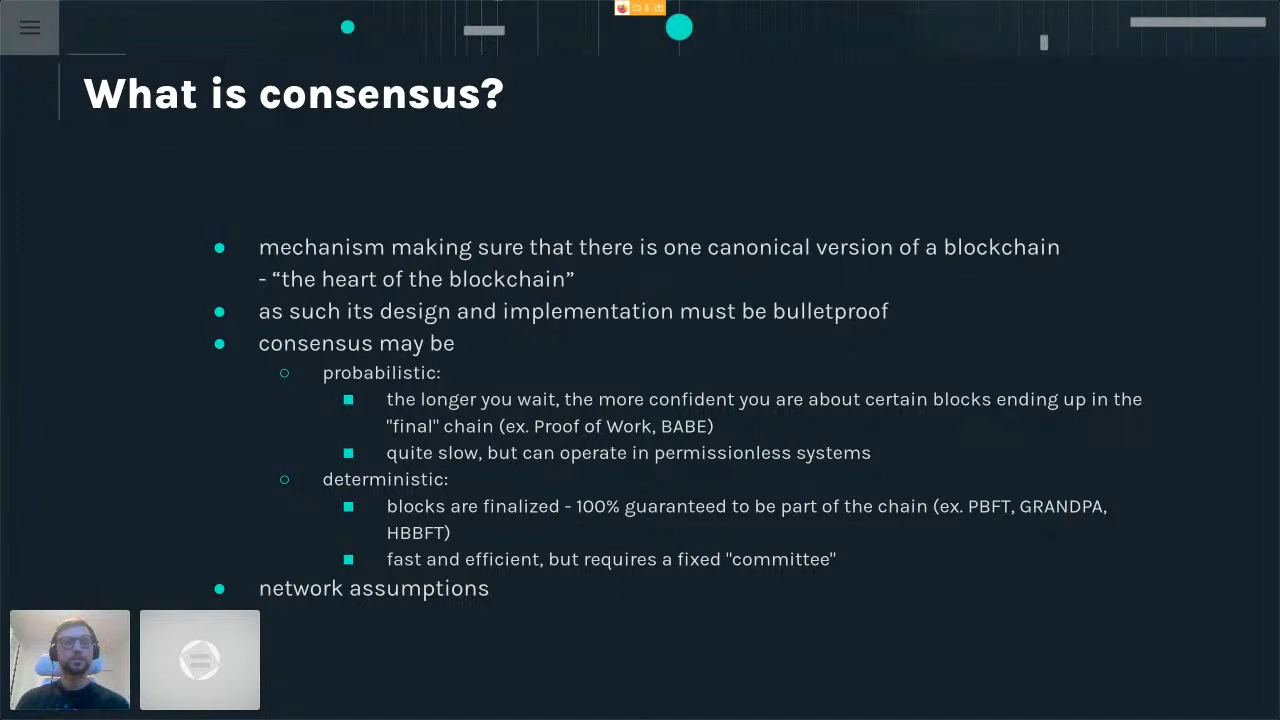 What is consensus?
mechanism making sure that there is one canonical version of a blockchain
- “the heart of the blockchain”
as such its design and implementation must be bulletproof
consensus may be
probabilistic:
the longer you wait, the more confident you are about certain blocks ending up in the
"final" chain (ex. Proof of Work, BABE)
quite slow, but can operate in permissionless systems
deterministic:
blocks are finalized - 100% guaranteed to be part of the chain (ex. PBFT, GRANDPA,
HBBFT)
fast and efficient, but requires a fixed "committee"
network assumptions